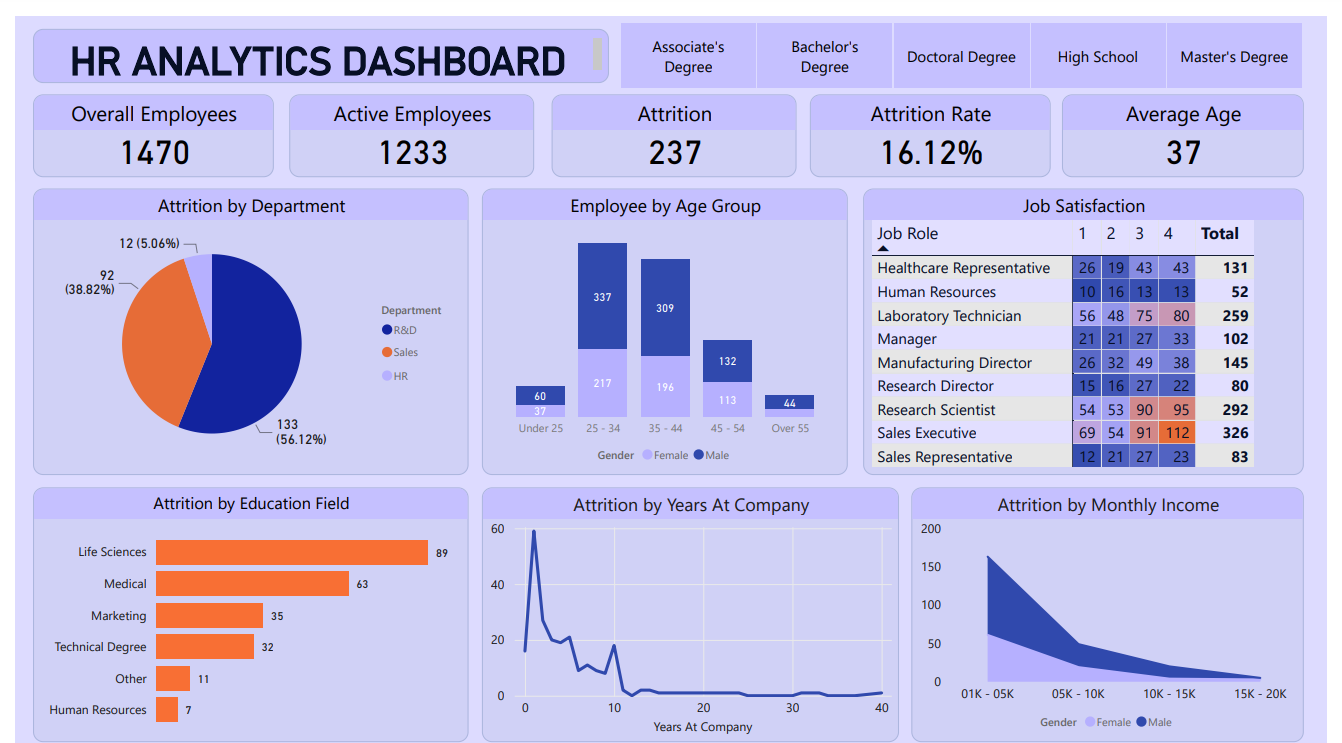 HR ANALYTICS DASHBOARD
Associate's
Degree
Bachelor's
Degree
Doctoral Degree
High School
Master's Degree
Overall Employees
1470
Active Employees
1233
Attrition
237
Attrition Rate
16.12%
Average Age
37
Attrition by Department
12 (5.06%)
92
(38.82%)
133
(56.12%)
Department
R&D
Sales
HR
Employee by Age Group
60
37
337
217
309
196
132
113
44
Under 25
25 - 34
35 - 44
45 - 54
Over 55
Gender Female Male
Job Satisfaction
Job Role 1 2 3 4 Total
Healthcare Representative 26 19 43 43 131
Human Resources 10 16 13 13 52
Laboratory Technician 56 48 75 80 259
Manager 21 21 27 33 102
Manufacturing Director 26 32 49 38 145
Research Director 15 16 27 22 80
Research Scientist 54 53 90 95 292
Sales Executive 69 54 91 112 326
Sales Representative 12 21 27 23 83
Attrition by Education Field
Life Sciences 89
Medical 63
Marketing 35
Technical Degree 32
Other 11
Human Resources 7
Attrition by Years At Company
60
40
20
0
0 10 20 30 40
Years At Company
Attrition by Monthly Income
200
150
100
50
0
01K - 05K 05K - 10K 10K - 15K 15K - 20K
Gender Female Male